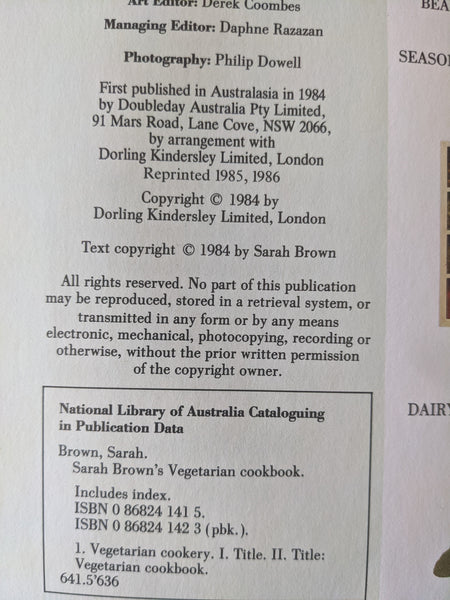 Art Editor: Derek Coombes
Managing Editor: Daphne Razazan
Photography: Philip Dowell
First published in Australasia in 1984
by Doubleday Australia Pty Limited,
91 Mars Road, Lane Cove, NSW 2066,
by arrangement with
Dorling Kindersley Limited, London
Reprinted 1985, 1986
Copyright © 1984 by
Dorling Kindersley Limited, London
Text copyright © 1984 by Sarah Brown
All rights reserved. No part of this publication
may be reproduced, stored in a retrieval system, or
transmitted in any form or by any means
electronic, mechanical, photocopying, recording or
otherwise, without the prior written permission
of the copyright owner.
National Library of Australia Cataloguing
in Publication Data
Brown, Sarah.
Sarah Brown's Vegetarian cookbook.
Includes index.
ISBN 0 86824 141 5.
ISBN 0 86824 142 3 (pbk.).
1. Vegetarian cookery. I. Title. II. Title:
Vegetarian cookbook.
641.5'636
BEA
SEASO
DAIRY